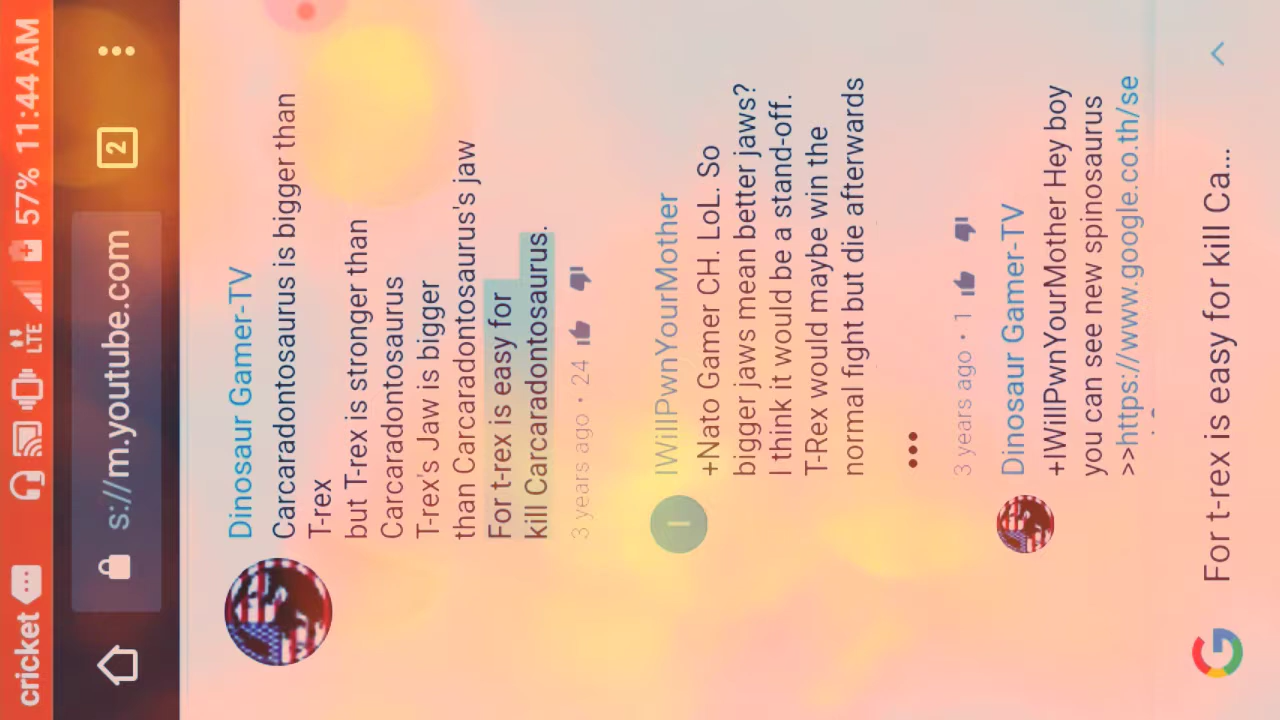 cricket LTE 57% 11:44 AM
s://m.youtube.com 2
Dinosaur Gamer-TV
Carcaradontosaurus is bigger than
T-rex
but T-rex is stronger than
Carcaradontosaurus
T-rex's Jaw is bigger
than Carcaradontosaurus's jaw
For t-rex is easy for
kill Carcaradontosaurus.
3 years ago • 24
I
IWillPwnYourMother
+Nato Gamer CH. LoL. So
bigger jaws mean better jaws?
I think it would be a stand-off.
T-Rex would maybe win the
normal fight but die afterwards
3 years ago • 1
Dinosaur Gamer-TV
+IWillPwnYourMother Hey boy
you can see new spinosaurus
>>https://www.google.co.th/se
G For t-rex is easy for kill Ca...